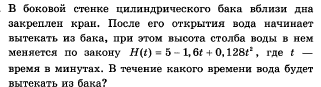 В боковой стенке цилиндрического бака вблизи дна
закреплен кран. После его открытия вода начинает
вытекать из бака, при этом высота столба воды в нем
меняется по закону H(t) = 5 – 1,6t + 0,128t², где t —
время в минутах. В течение какого времени вода будет
вытекать из бака?